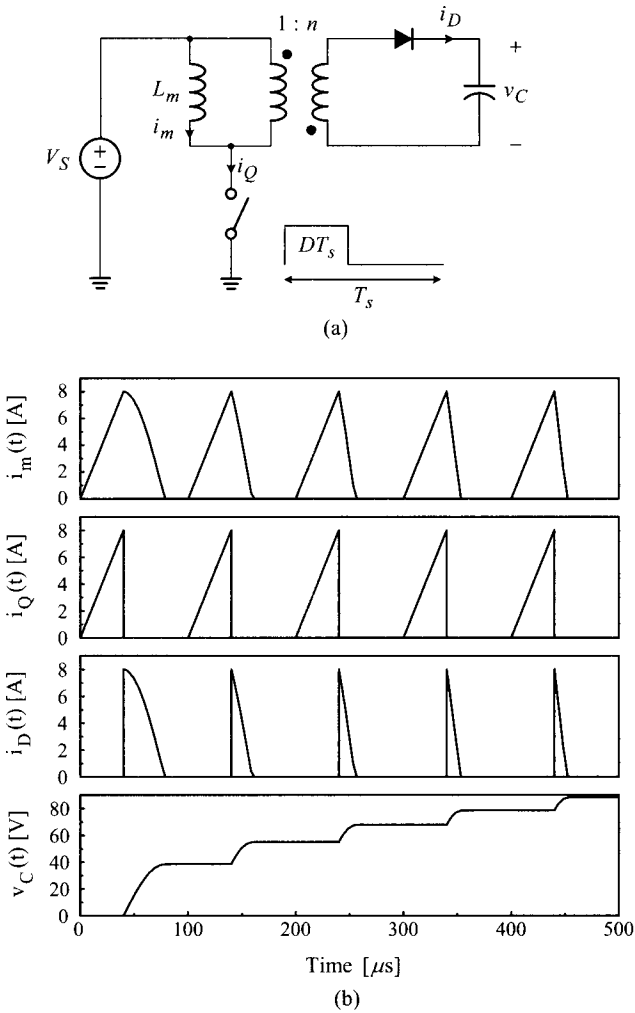 1 : n
i_D
L_m
i_m
+
v_C
−
V_S
+
−
i_Q
DT_s
T_s
(a)
i_m(t) [A]
8
6
4
2
0
i_Q(t) [A]
8
6
4
2
0
i_D(t) [A]
8
6
4
2
0
v_C(t) [V]
80
60
40
20
0
0 100 200 300 400 500
Time [μs]
(b)